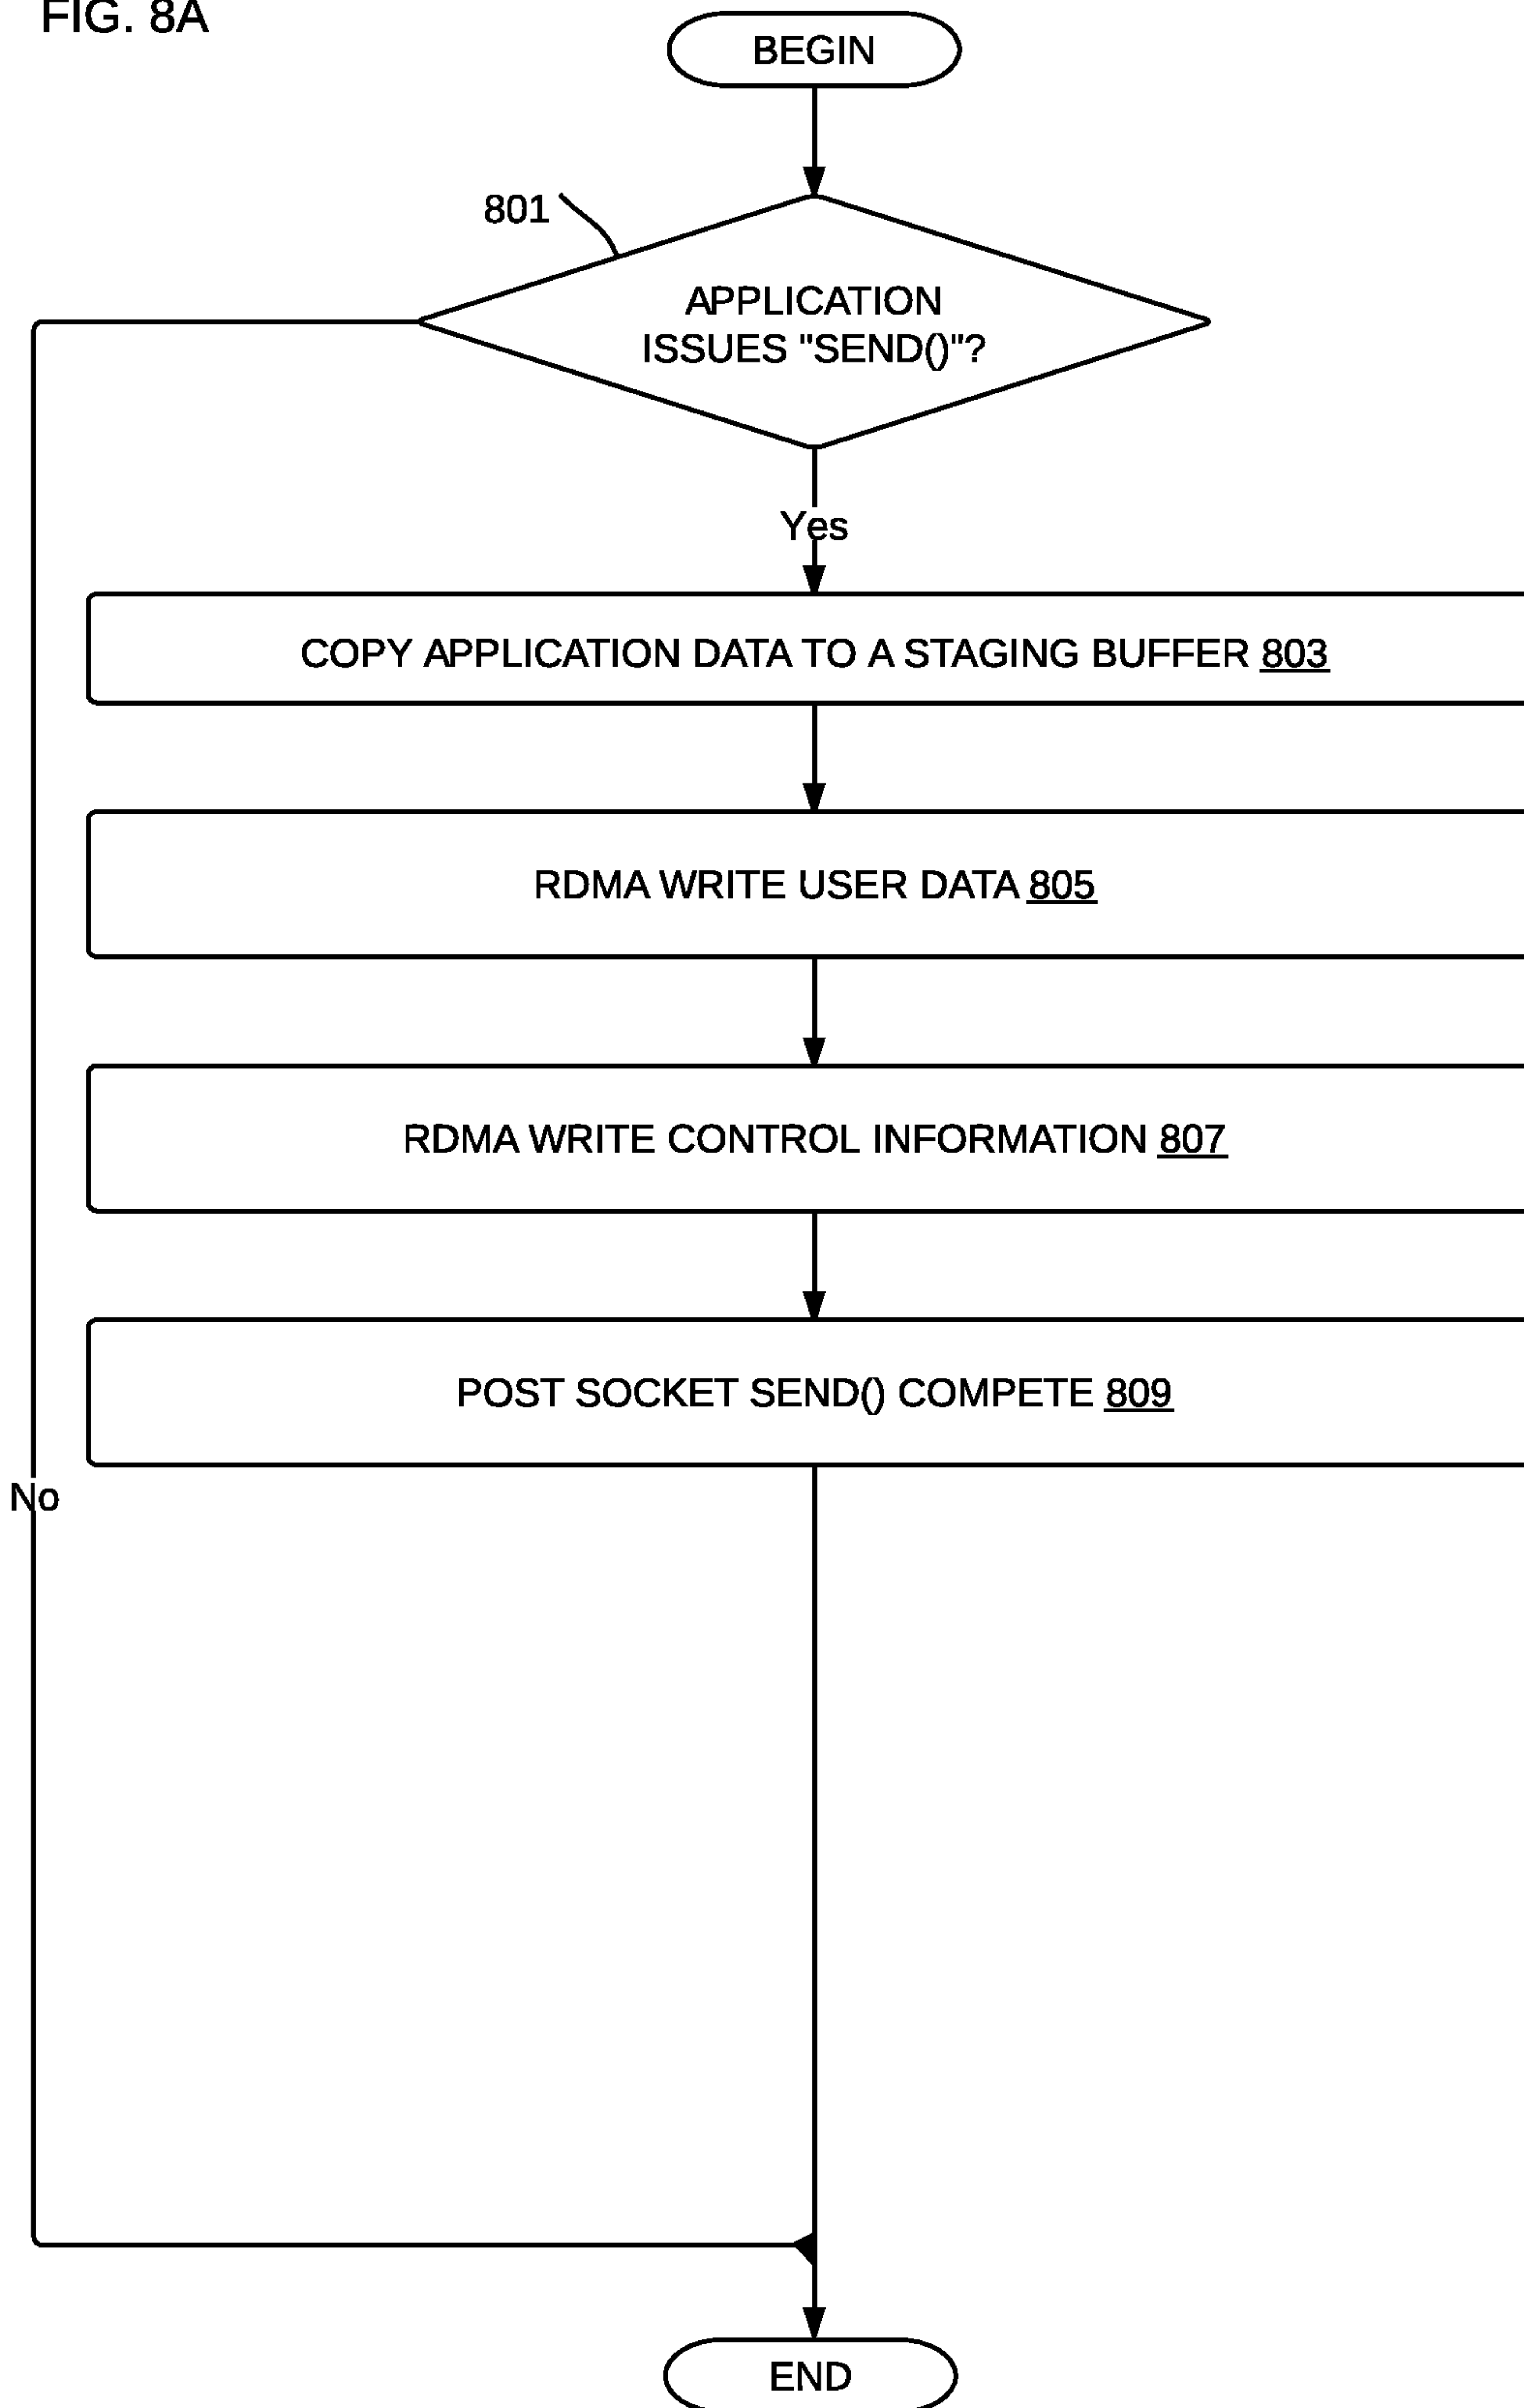 FIG. 8A
BEGIN
801
APPLICATION
ISSUES "SEND()"?
Yes
COPY APPLICATION DATA TO A STAGING BUFFER 803
RDMA WRITE USER DATA 805
RDMA WRITE CONTROL INFORMATION 807
POST SOCKET SEND() COMPETE 809
No
END